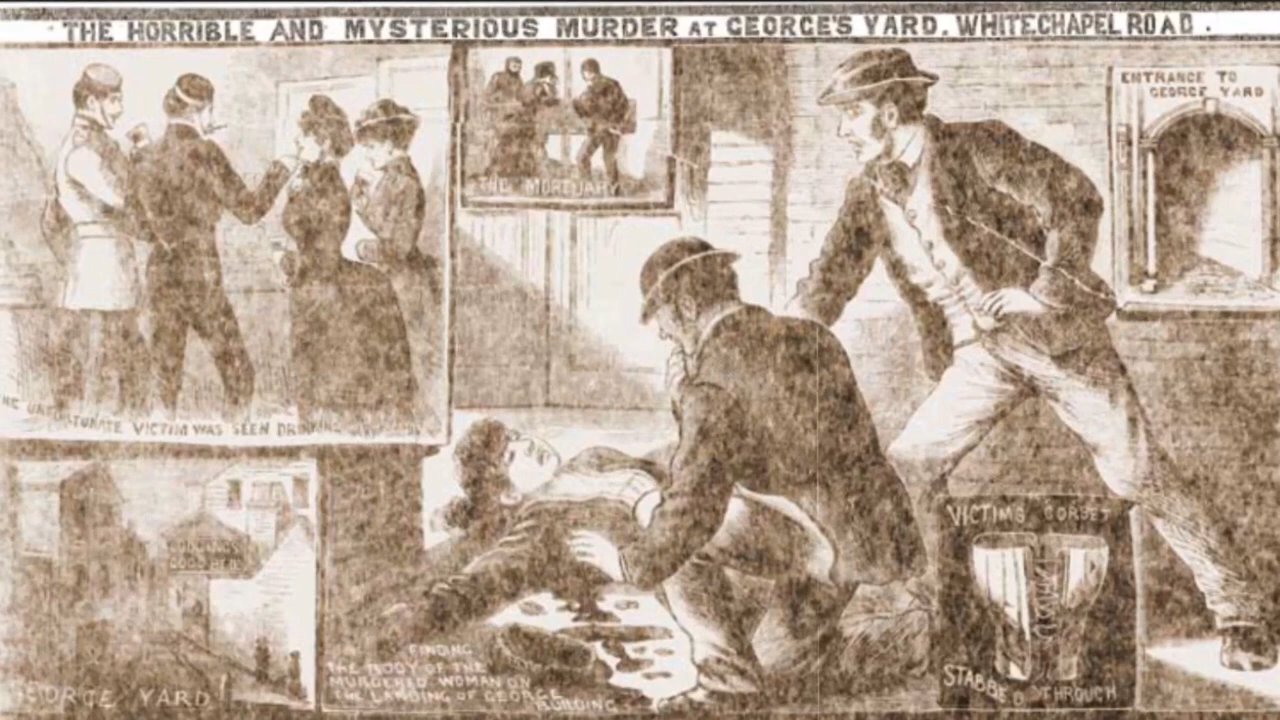 THE HORRIBLE AND MYSTERIOUS MURDER AT GEORGE'S YARD. WHITECHAPEL ROAD.
ENTRANCE TO
GEORGE YARD
THE MORTUARY
UNFORTUNATE VICTIM WAS SEEN DRINKING
VICTIMS CORSET
STABBED THROUGH
FINDING
THE BODY OF THE
MURDERED WOMAN ON
THE LANDING OF GEORGE
BUILDING
GEORGE YARD